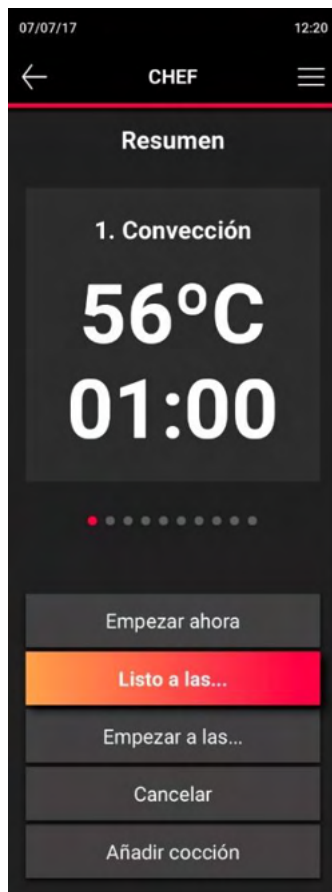 07/07/17 12:20
CHEF
Resumen
1. Convección
56ºC
01:00
Empezar ahora
Listo a las...
Empezar a las...
Cancelar
Añadir cocción